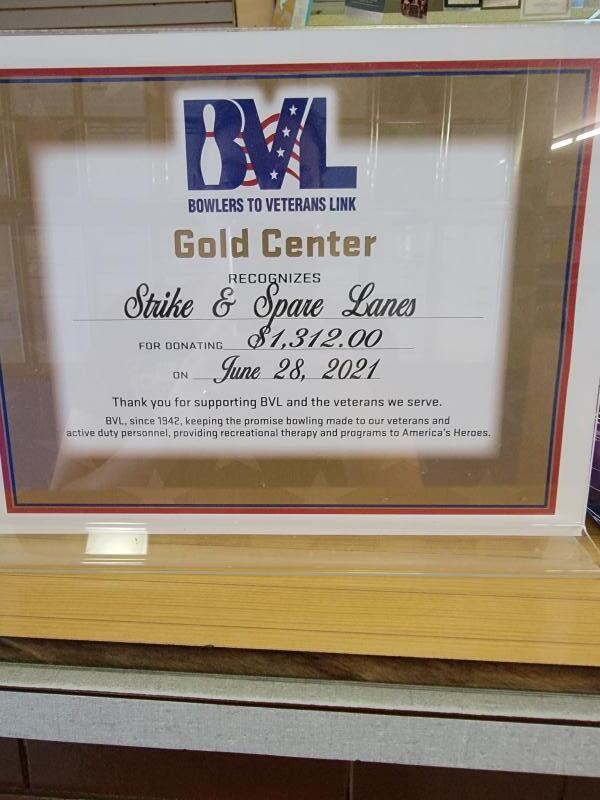 BVL
BOWLERS TO VETERANS LINK
Gold Center
RECOGNIZES
Strike & Spare Lanes
FOR DONATING $1,312.00
ON June 28, 2021
Thank you for supporting BVL and the veterans we serve.
BVL, since 1942, keeping the promise bowling made to our veterans and
active duty personnel, providing recreational therapy and programs to America's Heroes.